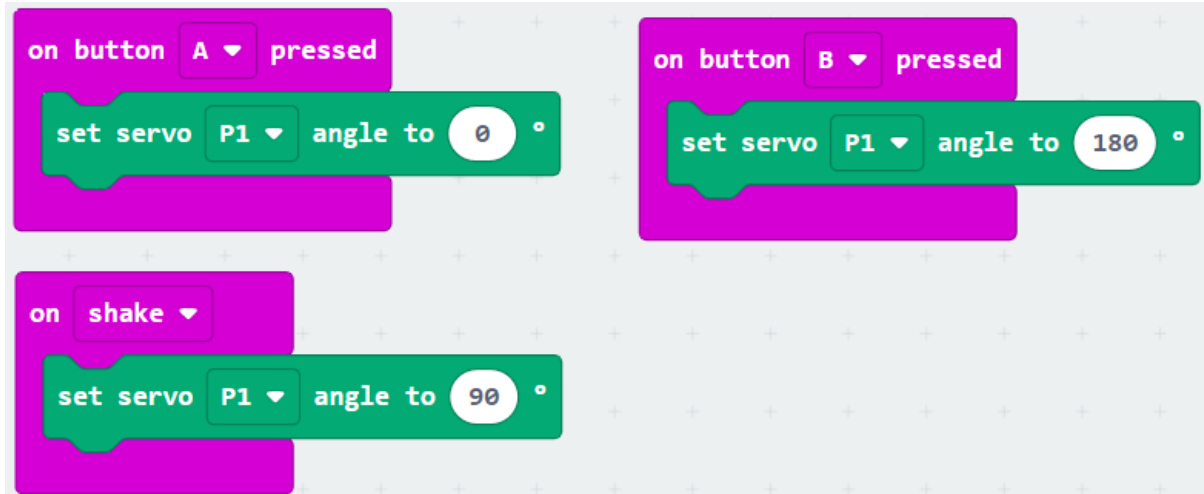 on button A pressed
set servo P1 angle to 0 °
on button B pressed
set servo P1 angle to 180 °
on shake
set servo P1 angle to 90 °